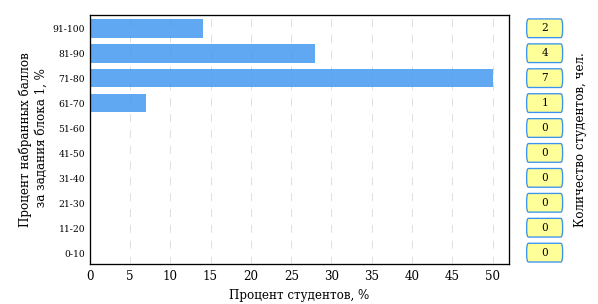 91-100 2
81-90 4
71-80 7
61-70 1
51-60 0
41-50 0
31-40 0
21-30 0
11-20 0
0-10 0
0 5 10 15 20 25 30 35 40 45 50
Процент студентов, %
Процент набранных баллов
за задания блока 1, %
Количество студентов, чел.